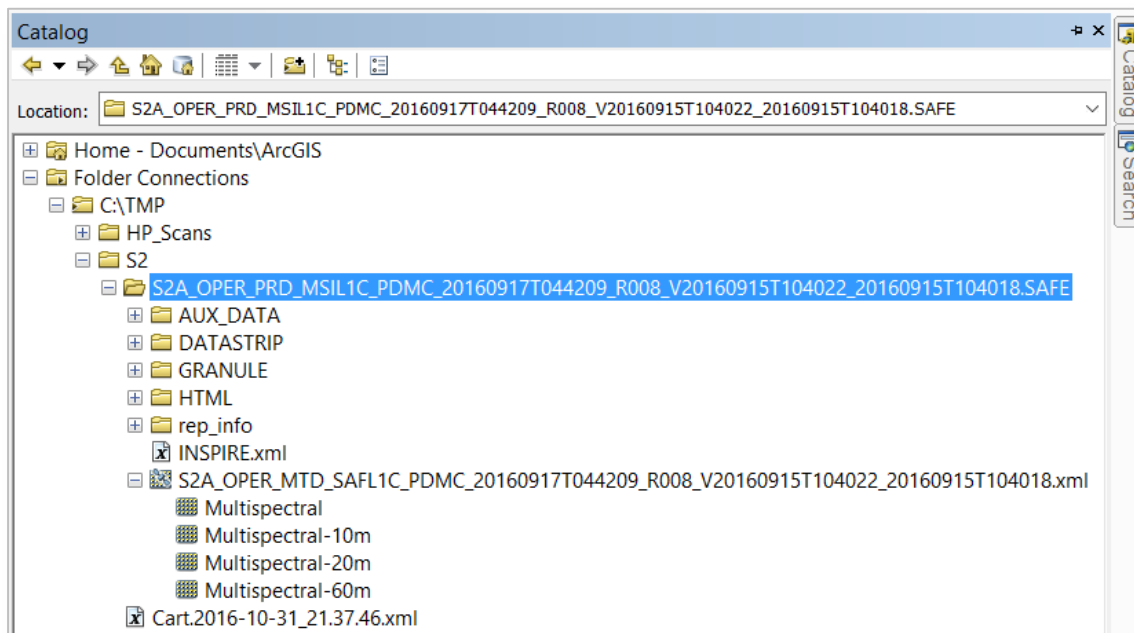 Catalog
Location: S2A_OPER_PRD_MSIL1C_PDMC_20160917T044209_R008_V20160915T104022_20160915T104018.SAFE
Home - Documents\ArcGIS
Folder Connections
C:\TMP
HP_Scans
S2
S2A_OPER_PRD_MSIL1C_PDMC_20160917T044209_R008_V20160915T104022_20160915T104018.SAFE
AUX_DATA
DATASTRIP
GRANULE
HTML
rep_info
INSPIRE.xml
S2A_OPER_MTD_SAFL1C_PDMC_20160917T044209_R008_V20160915T104022_20160915T104018.xml
Multispectral
Multispectral-10m
Multispectral-20m
Multispectral-60m
Cart.2016-10-31_21.37.46.xml
Catalog
Search